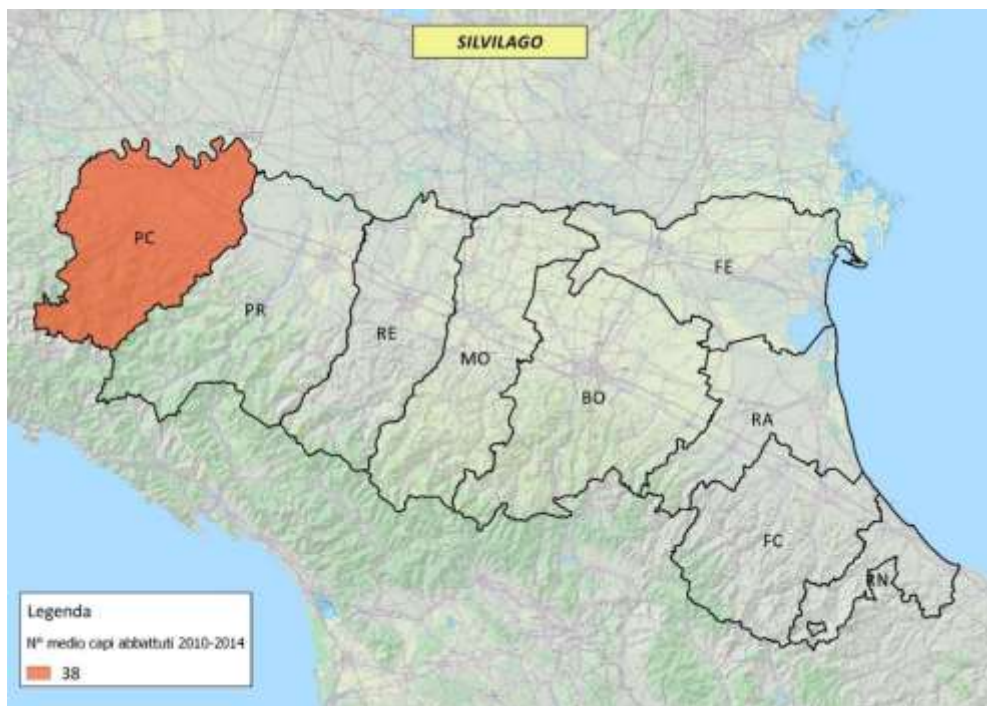 SILVILAGO
PC
PR
RE
MO
BO
FE
RA
FC
RN
Legenda
N° medio capi abbattuti 2010-2014
38